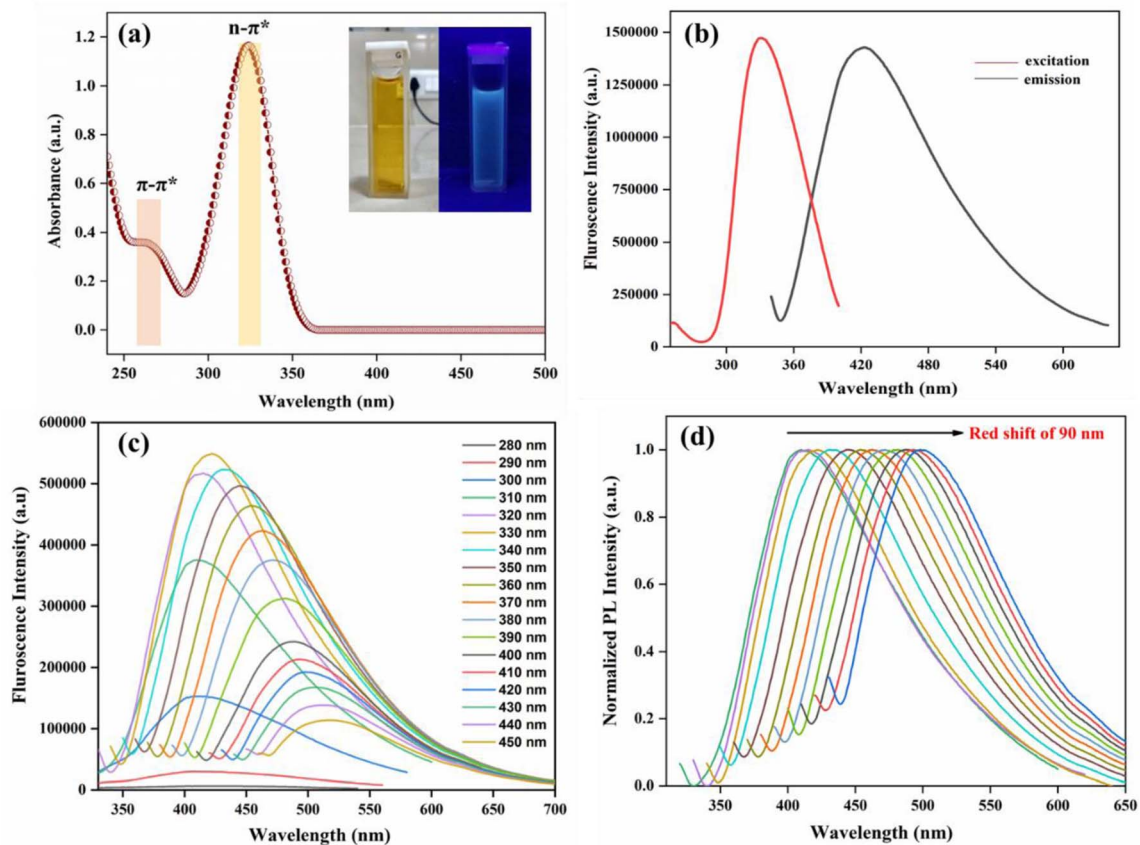 (a)
n-π*
π-π*
G
1.2
1.0
0.8
0.6
0.4
0.2
0.0
Absorbance (a.u.)
250 300 350 400 450 500
Wavelength (nm)
(b)
excitation
emission
1500000
1250000
1000000
750000
500000
250000
0
Fluroscence Intensity (a.u.)
300 360 420 480 540 600
Wavelength (nm)
(c)
600000
500000
400000
300000
200000
100000
0
Fluroscence Intensity (a.u)
280 nm
290 nm
300 nm
310 nm
320 nm
330 nm
340 nm
350 nm
360 nm
370 nm
380 nm
390 nm
400 nm
410 nm
420 nm
430 nm
440 nm
450 nm
350 400 450 500 550 600 650 700
Wavelength (nm)
(d)
Red shift of 90 nm
1.0
0.8
0.6
0.4
0.2
0.0
Normalized PL Intensity (a.u.)
350 400 450 500 550 600 650
Wavelength (nm)